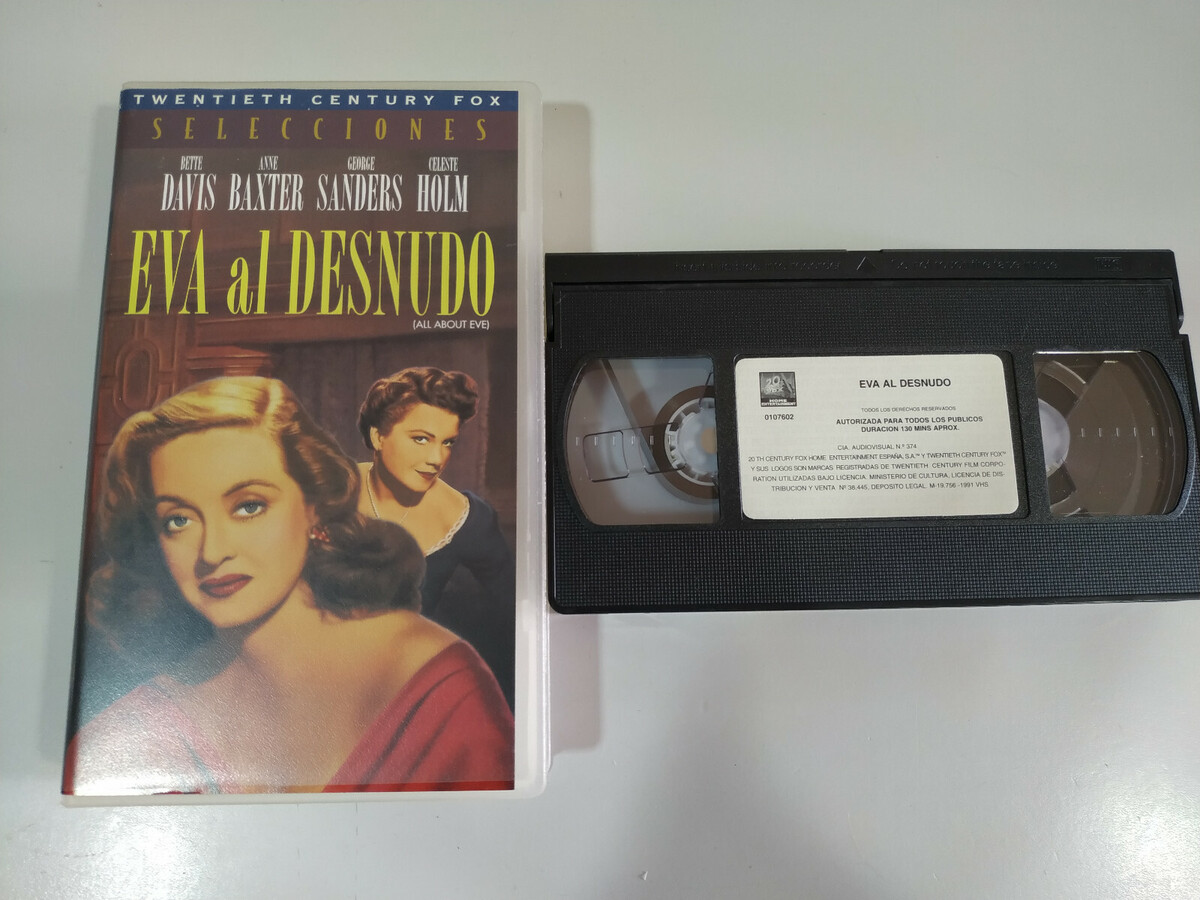 TWENTIETH CENTURY FOX
SELECCIONES
BETTE DAVIS ANNE BAXTER GEORGE SANDERS CELESTE HOLM
EVA al DESNUDO
(ALL ABOUT EVE)
20
FOX
HOME
ENTERTAINMENT
0107602
EVA AL DESNUDO
TODOS LOS DERECHOS RESERVADOS
AUTORIZADA PARA TODOS LOS PUBLICOS
DURACION 130 MINS APROX.
CIA. AUDIOVISUAL N.º 374
20 TH CENTURY FOX HOME ENTERTAINMENT ESPAÑA, S.A.™ Y TWENTIETH CENTURY FOX™
Y SUS LOGOS SON MARCAS REGISTRADAS DE TWENTIETH CENTURY FILM CORPO-
RATION UTILIZADAS BAJO LICENCIA. MINISTERIO DE CULTURA, LICENCIA DE DIS-
TRIBUCION Y VENTA Nº 38.445. DEPOSITO LEGAL M-19.756 -1991 VHS.